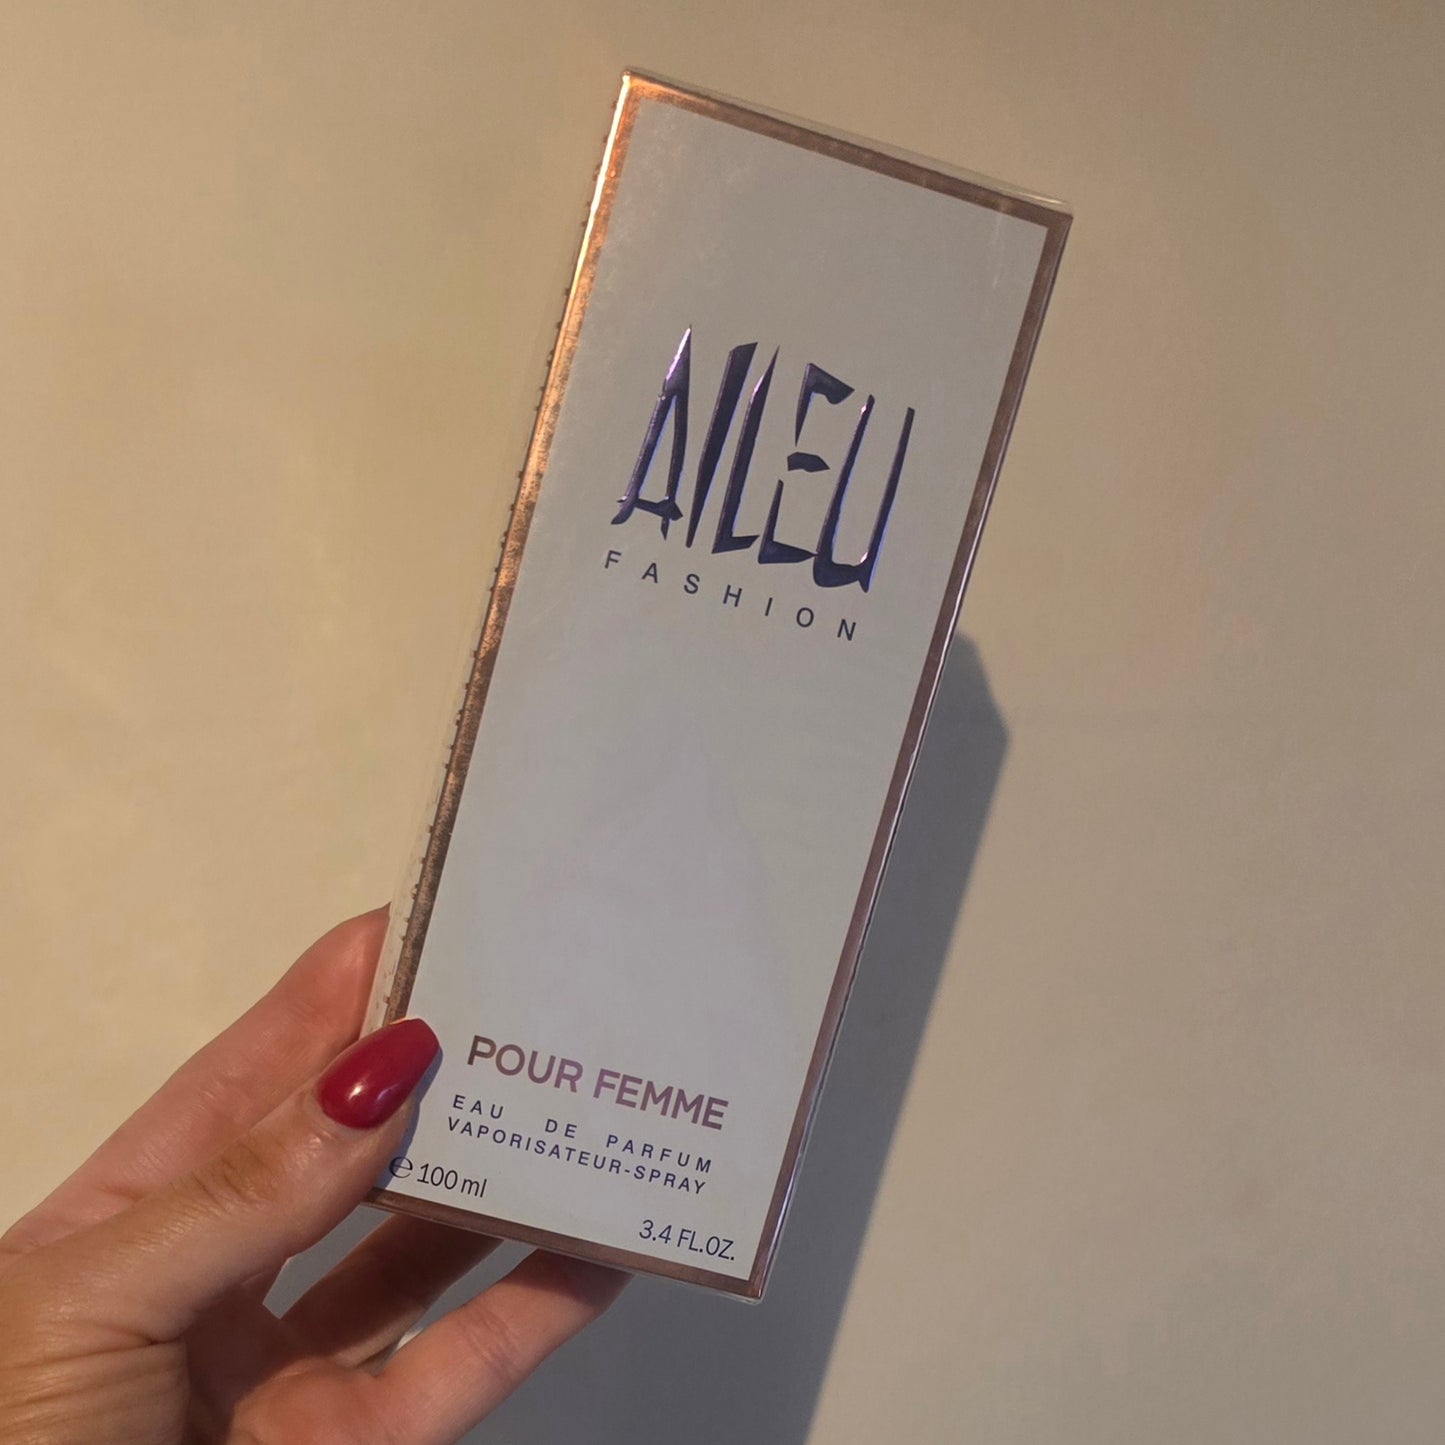 AILEU
FASHION
POUR FEMME
EAU DE PARFUM
VAPORISATEUR-SPRAY
℮ 100 ml
3.4 FL.OZ.